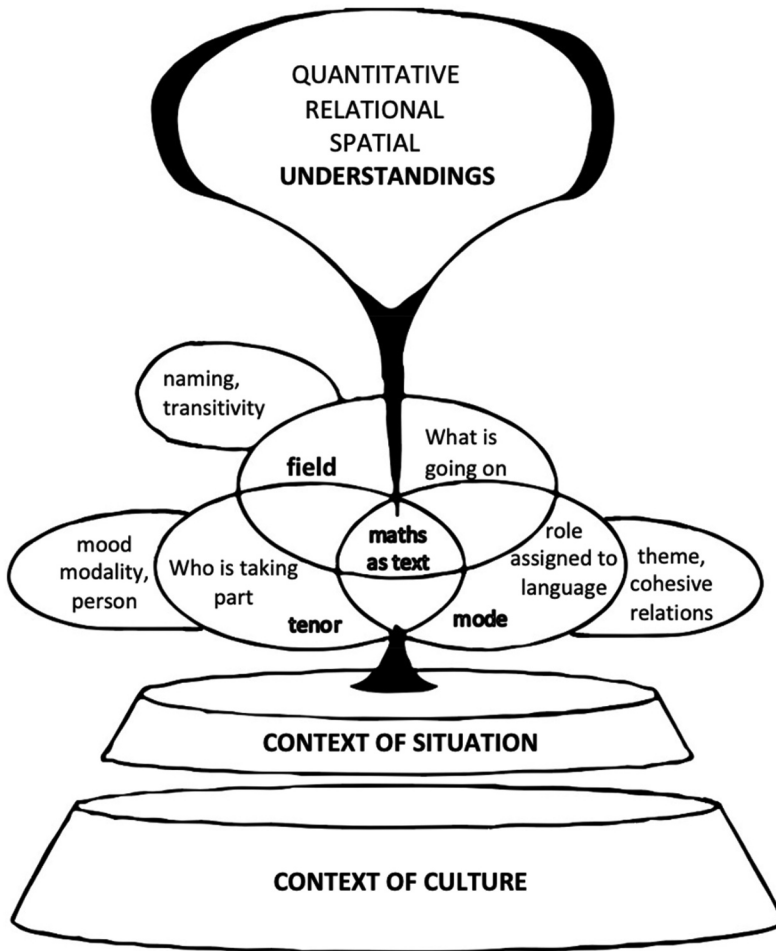 QUANTITATIVE
RELATIONAL
SPATIAL
UNDERSTANDINGS
naming,
transitivity
field
What is
going on
mood
modality,
person
Who is taking
part
tenor
maths
as text
role
assigned to
language
mode
theme,
cohesive
relations
CONTEXT OF SITUATION
CONTEXT OF CULTURE